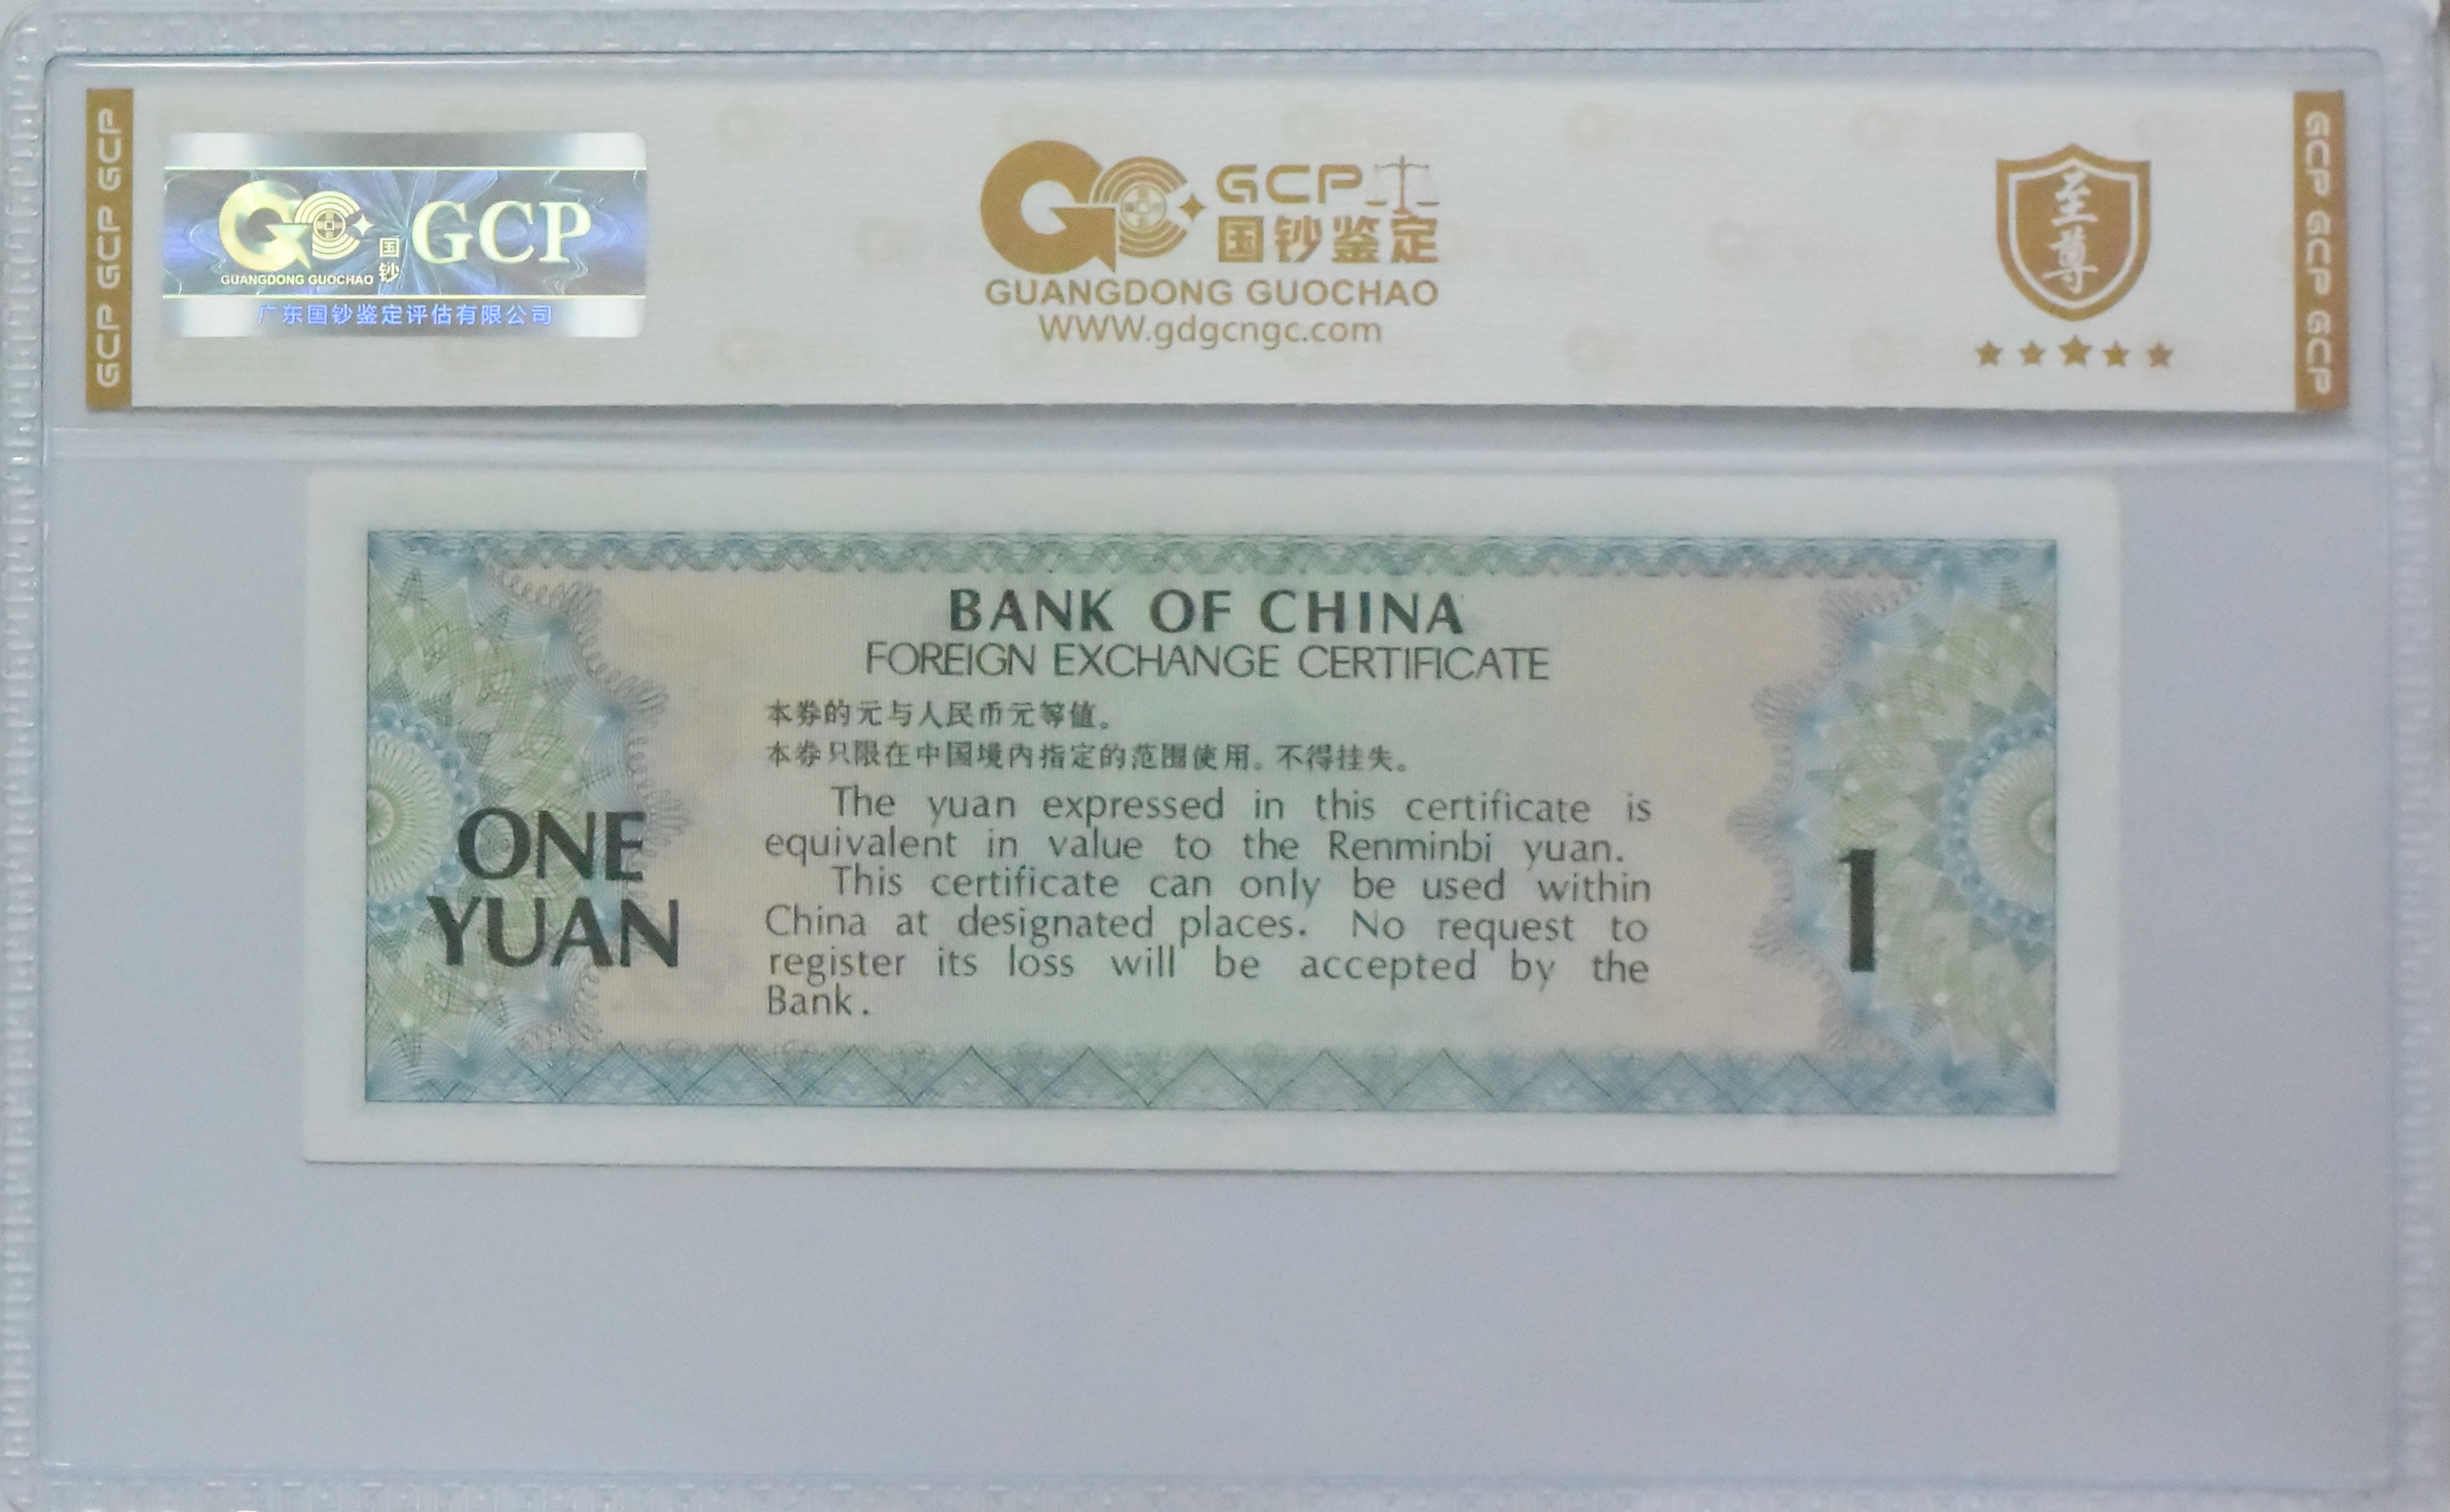 GCP GCP GCP
GUANGDONG GUOCHAO
国钞
GCP
广东国钞鉴定评估有限公司
GCP
国钞鉴定
GUANGDONG GUOCHAO
WWW.gdgcngc.com
至尊
GCP GCP GCP
BANK OF CHINA
FOREIGN EXCHANGE CERTIFICATE
本券的元与人民币元等值。
本券只限在中国境内指定的范围使用。不得挂失。
The yuan expressed in this certificate is
equivalent in value to the Renminbi yuan.
This certificate can only be used within
China at designated places. No request to
register its loss will be accepted by the
Bank.
ONE
YUAN
1